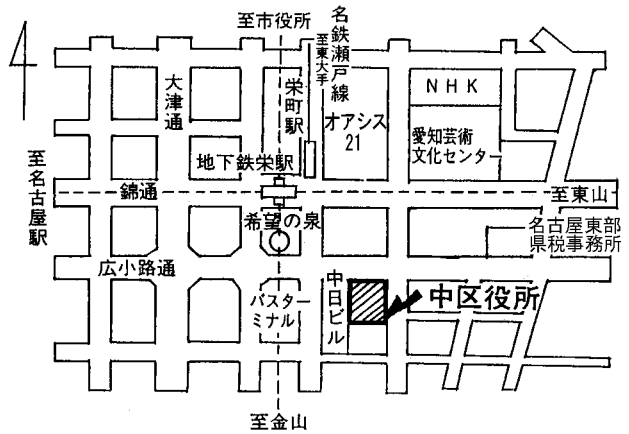 至市役所
名鉄瀬戸線
至東大手
大津通
栄町駅
オアシス
21
NHK
愛知芸術
文化センター
地下鉄栄駅
至名古屋駅
錦通
至東山
希望の泉
名古屋東部
県税事務所
広小路通
バスター
ミナル
中日ビル
中区役所
至金山